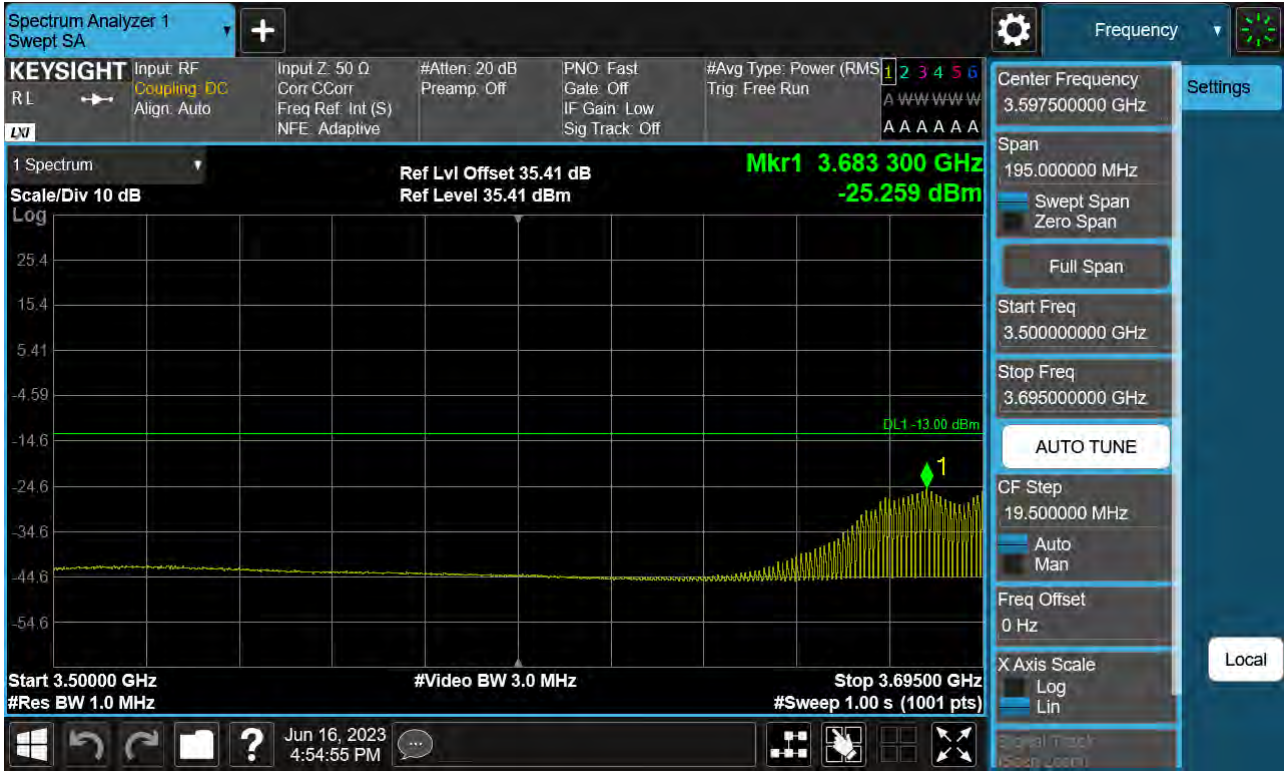 Spectrum Analyzer 1
Swept SA
+
Frequency
KEYSIGHT
RL
LXI
Input: RF
Coupling: DC
Align: Auto
Input Z: 50 Ω
Corr CCorr
Freq Ref: Int (S)
NFE: Adaptive
#Atten: 20 dB
Preamp: Off
PNO: Fast
Gate: Off
IF Gain: Low
Sig Track: Off
#Avg Type: Power (RMS
Trig: Free Run
1 2 3 4 5 6
A W W W W W
A A A A A A
1 Spectrum
Scale/Div 10 dB
Log
Ref Lvl Offset 35.41 dB
Ref Level 35.41 dBm
Mkr1 3.683 300 GHz
-25.259 dBm
25.4
15.4
5.41
-4.59
-14.6
-24.6
-34.6
-44.6
-54.6
DL1 -13.00 dBm
1
Start 3.50000 GHz
#Res BW 1.0 MHz
#Video BW 3.0 MHz
Stop 3.69500 GHz
#Sweep 1.00 s (1001 pts)
Center Frequency
3.597500000 GHz
Span
195.000000 MHz
Swept Span
Zero Span
Full Span
Start Freq
3.500000000 GHz
Stop Freq
3.695000000 GHz
AUTO TUNE
CF Step
19.500000 MHz
Auto
Man
Freq Offset
0 Hz
X Axis Scale
Log
Lin
Signal Track
(Span Zoom)
Settings
Local
?
Jun 16, 2023
4:54:55 PM